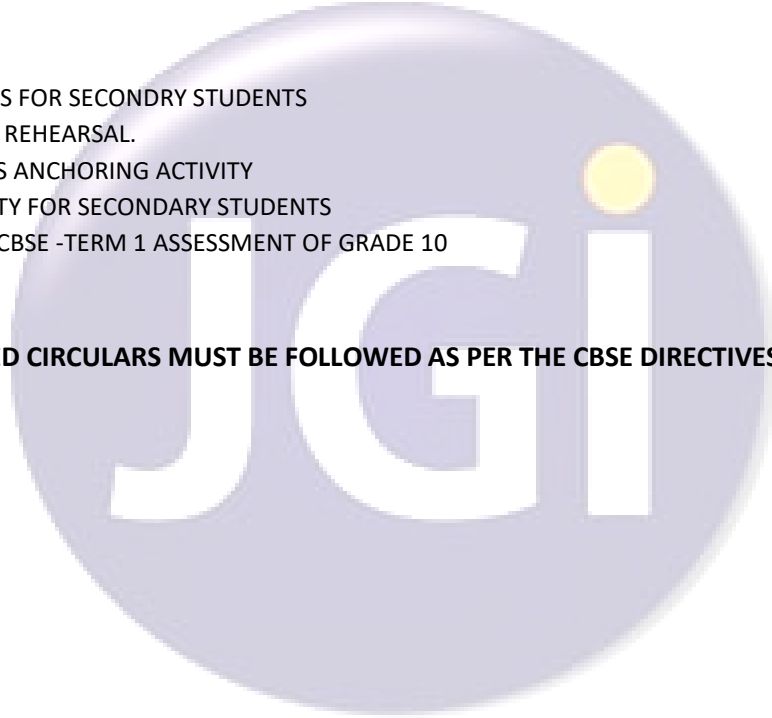 S FOR SECONDRY STUDENTS
REHEARSAL.
S ANCHORING ACTIVITY
TY FOR SECONDARY STUDENTS
CBSE -TERM 1 ASSESSMENT OF GRADE 10
ED CIRCULARS MUST BE FOLLOWED AS PER THE CBSE DIRECTIVES
JGi